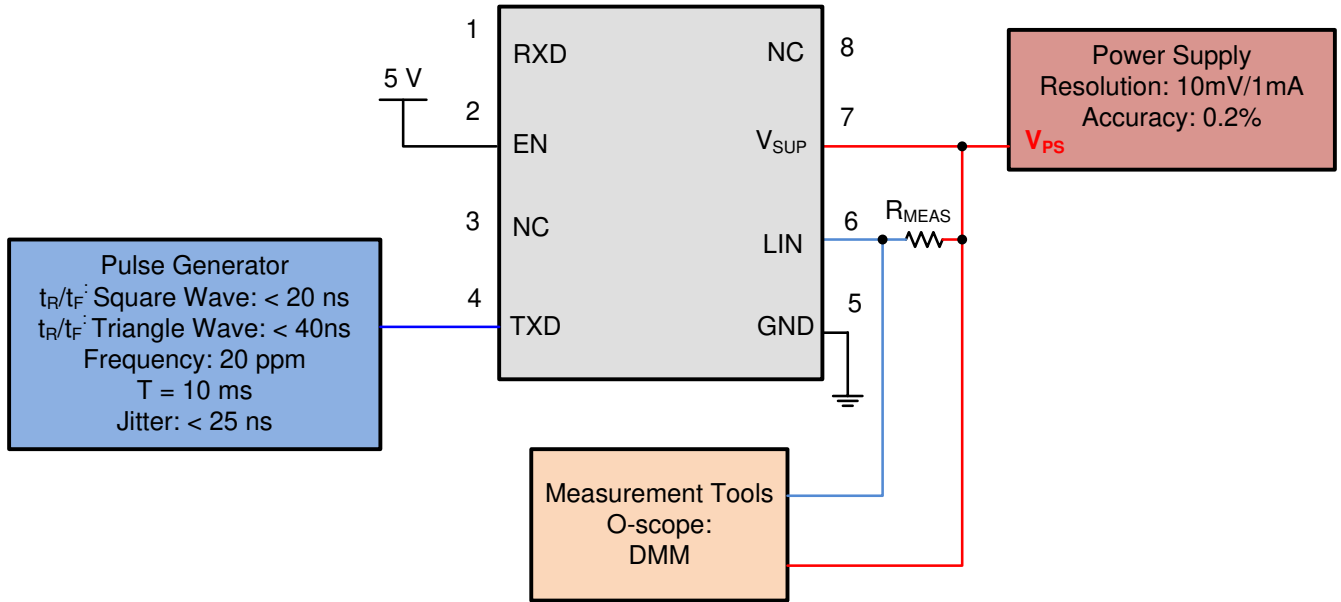 1
RXD
NC
8
5 V
2
EN
7
VSUP
3
NC
6
LIN
RMEAS
4
TXD
5
GND
Power Supply
Resolution: 10mV/1mA
Accuracy: 0.2%
VPS
Pulse Generator
tR/tF: Square Wave: < 20 ns
tR/tF: Triangle Wave: < 40ns
Frequency: 20 ppm
T = 10 ms
Jitter: < 25 ns
Measurement Tools
O-scope:
DMM